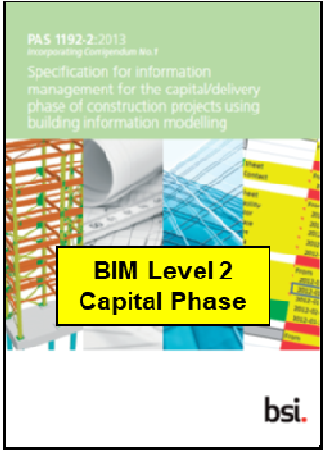 PAS 1192-2:2013
Incorporating Corrigendum No.1
Specification for information
management for the capital/delivery
phase of construction projects using
building information modelling
BIM Level 2
Capital Phase
bsi.